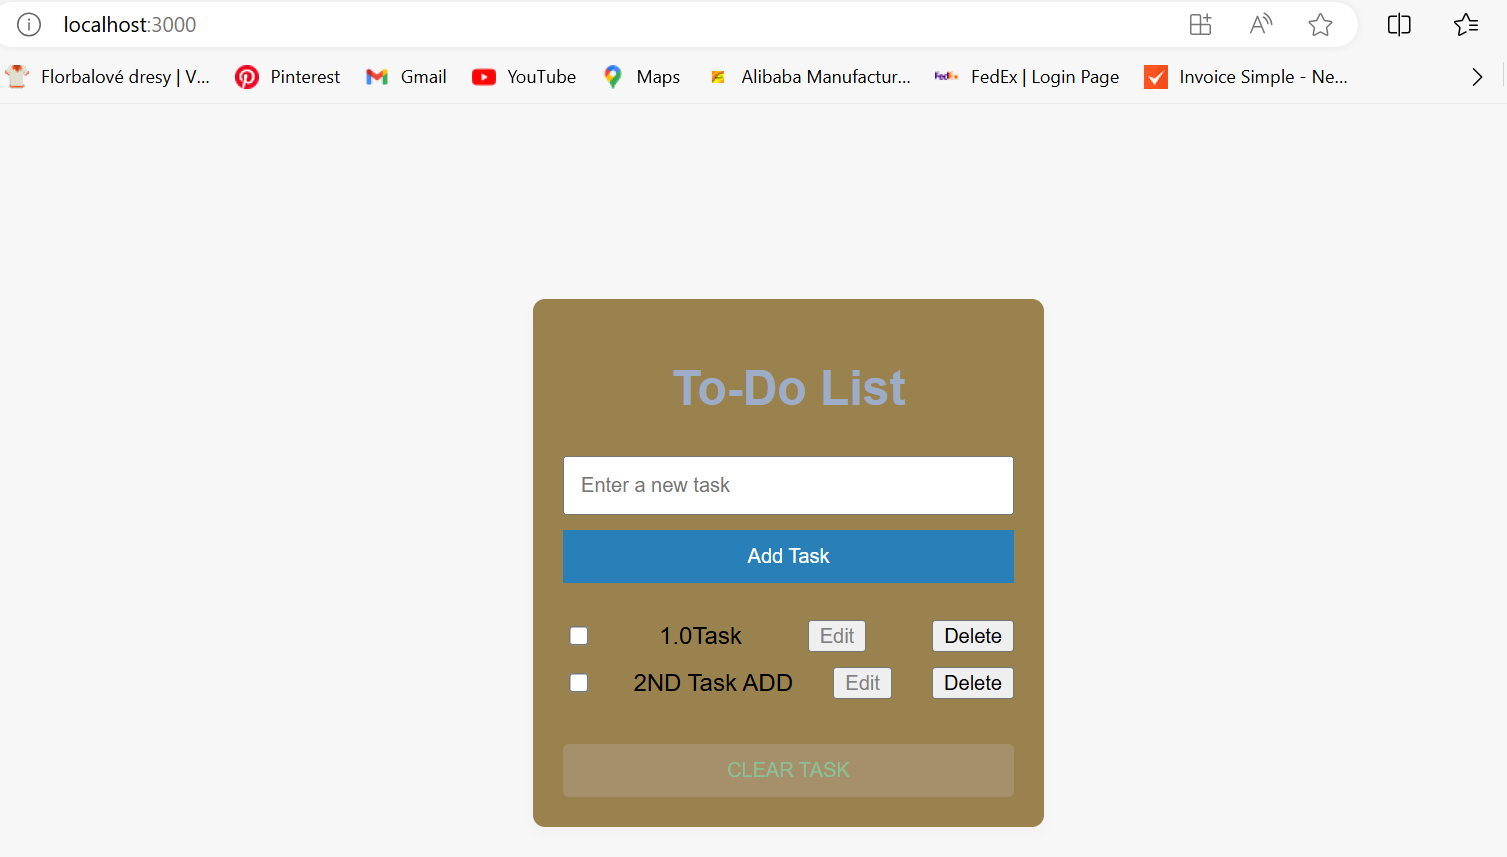 localhost:3000
Florbalové dresy | V... Pinterest Gmail YouTube Maps Alibaba Manufactur... FedEx | Login Page Invoice Simple - Ne...
To-Do List
Enter a new task
Add Task
1.0Task Edit Delete
2ND Task ADD Edit Delete
CLEAR TASK